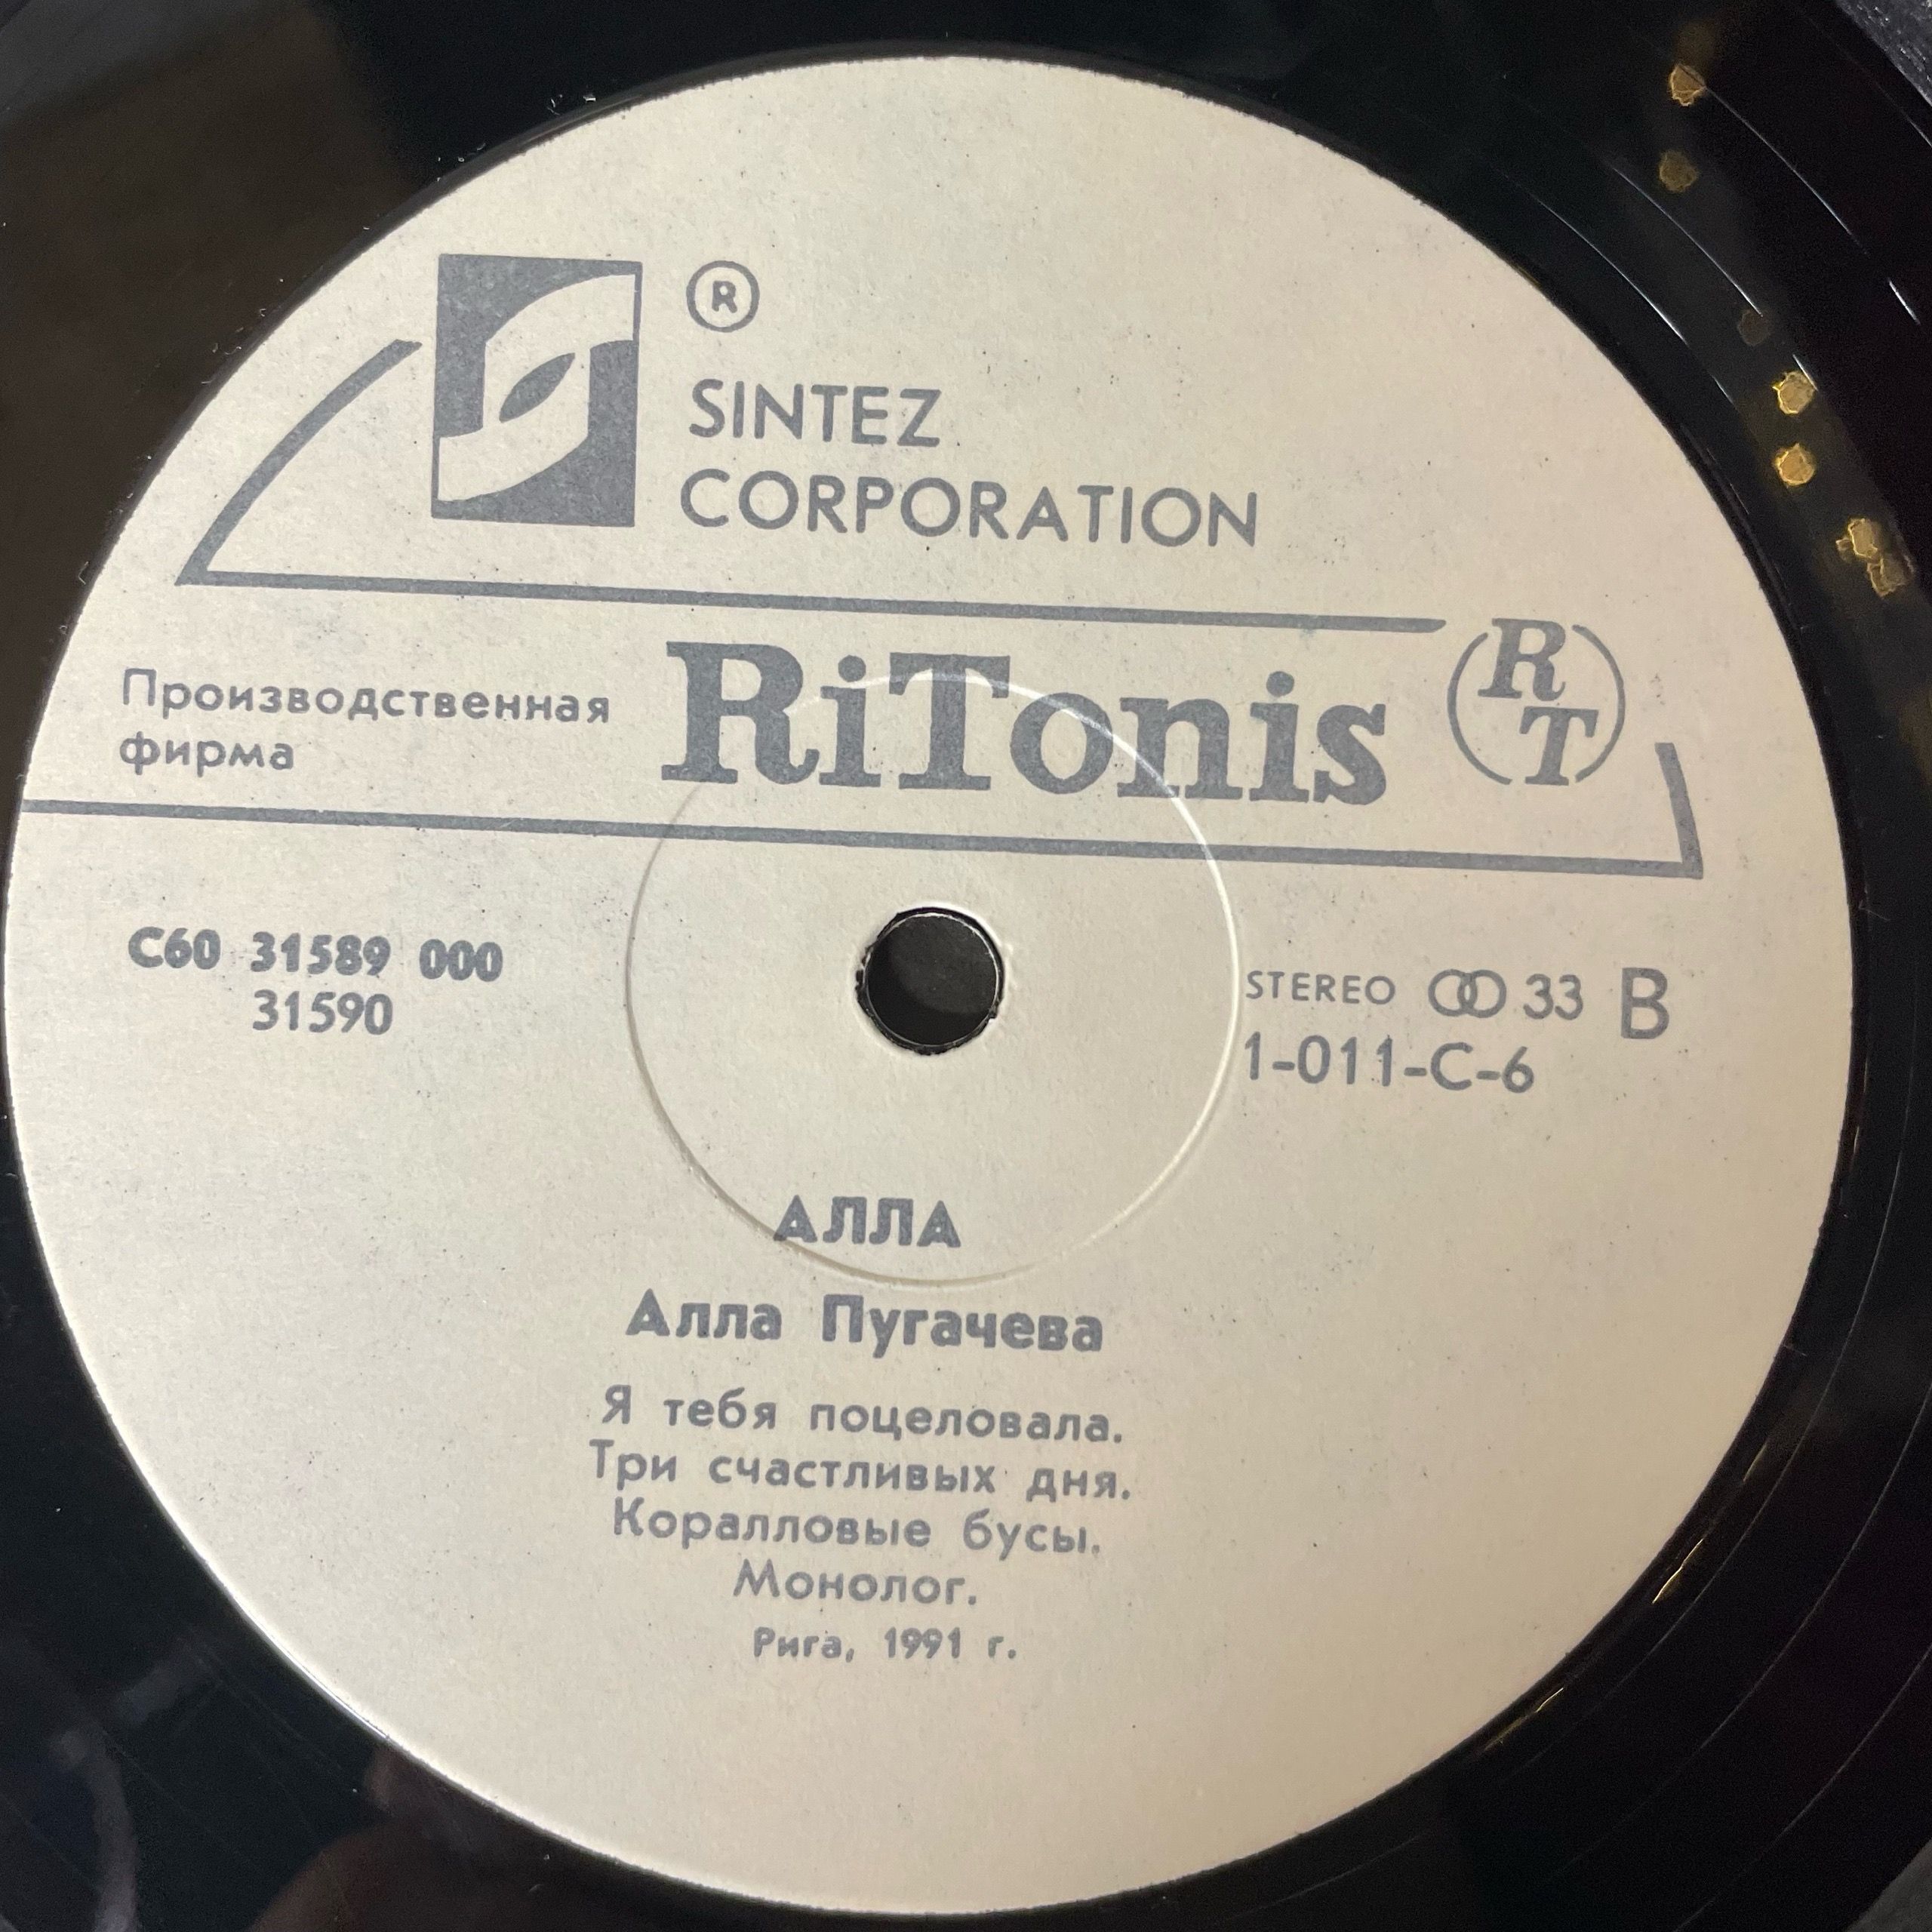 ®
SINTEZ
CORPORATION
Производственная
фирма
RiTonis
RT
С60 31589 000
31590
STEREO 33 B
1-011-C-6
АЛЛА
Алла Пугачева
Я тебя поцеловала.
Три счастливых дня.
Коралловые бусы.
Монолог.
Рига, 1991 г.